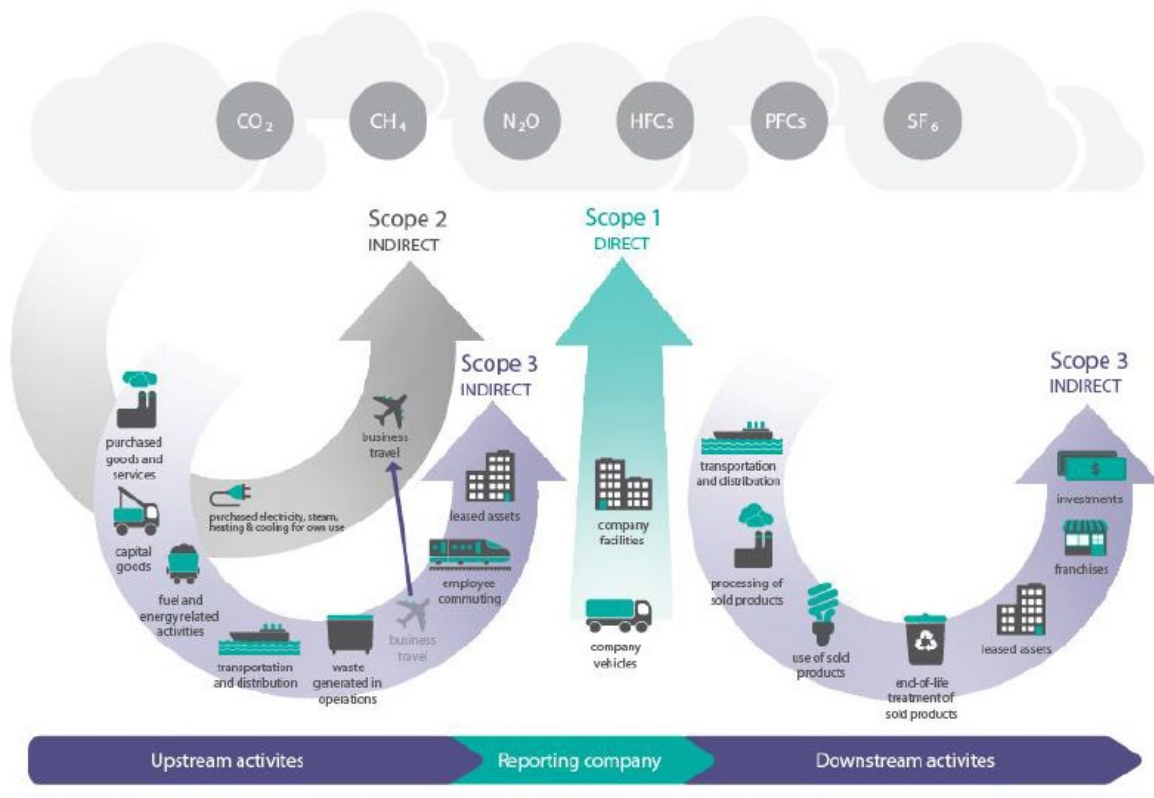 CO₂
CH₄
N₂O
HFCs
PFCs
SF₆
Scope 2
INDIRECT
Scope 1
DIRECT
Scope 3
INDIRECT
Scope 3
INDIRECT
purchased
goods and
services
capital
goods
fuel and
energy related
activities
transportation
and distribution
waste
generated in
operations
business
travel
employee
commuting
leased assets
purchased electricity, steam,
heating & cooling for own use
business
travel
company
facilities
company
vehicles
transportation
and distribution
processing of
sold products
use of sold
products
end-of-life
treatment of
sold products
leased assets
franchises
investments
$
Upstream activites
Reporting company
Downstream activites